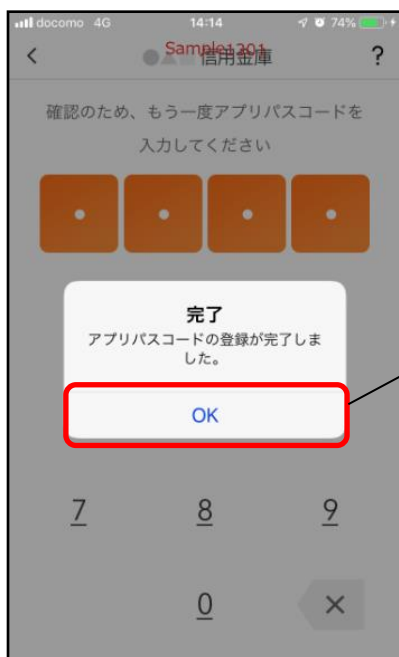 docomo 4G 14:14 74%
Sample1201
●▲■信用金庫 ?
確認のため、もう一度アプリパスコードを
入力してください
完了
アプリパスコードの登録が完了しま
した。
OK
7 8 9
0